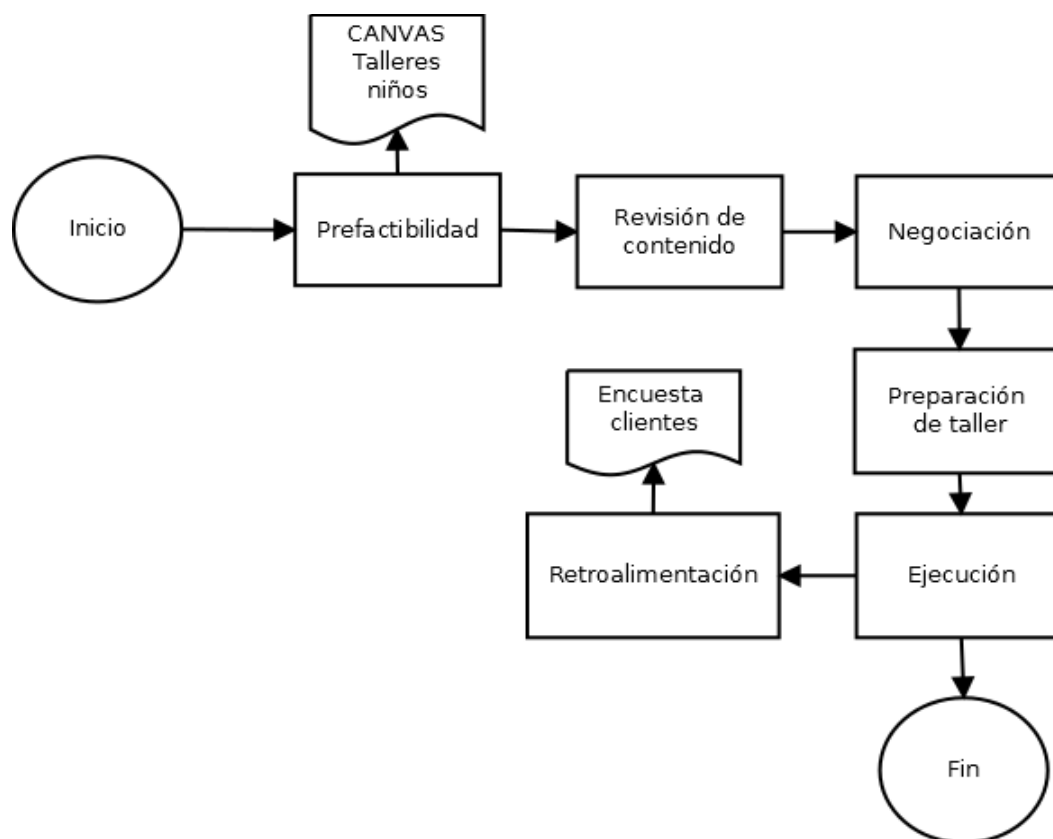 CANVAS
Talleres
niños
Inicio
Prefactibilidad
Revisión de
contenido
Negociación
Preparación
de taller
Encuesta
clientes
Retroalimentación
Ejecución
Fin